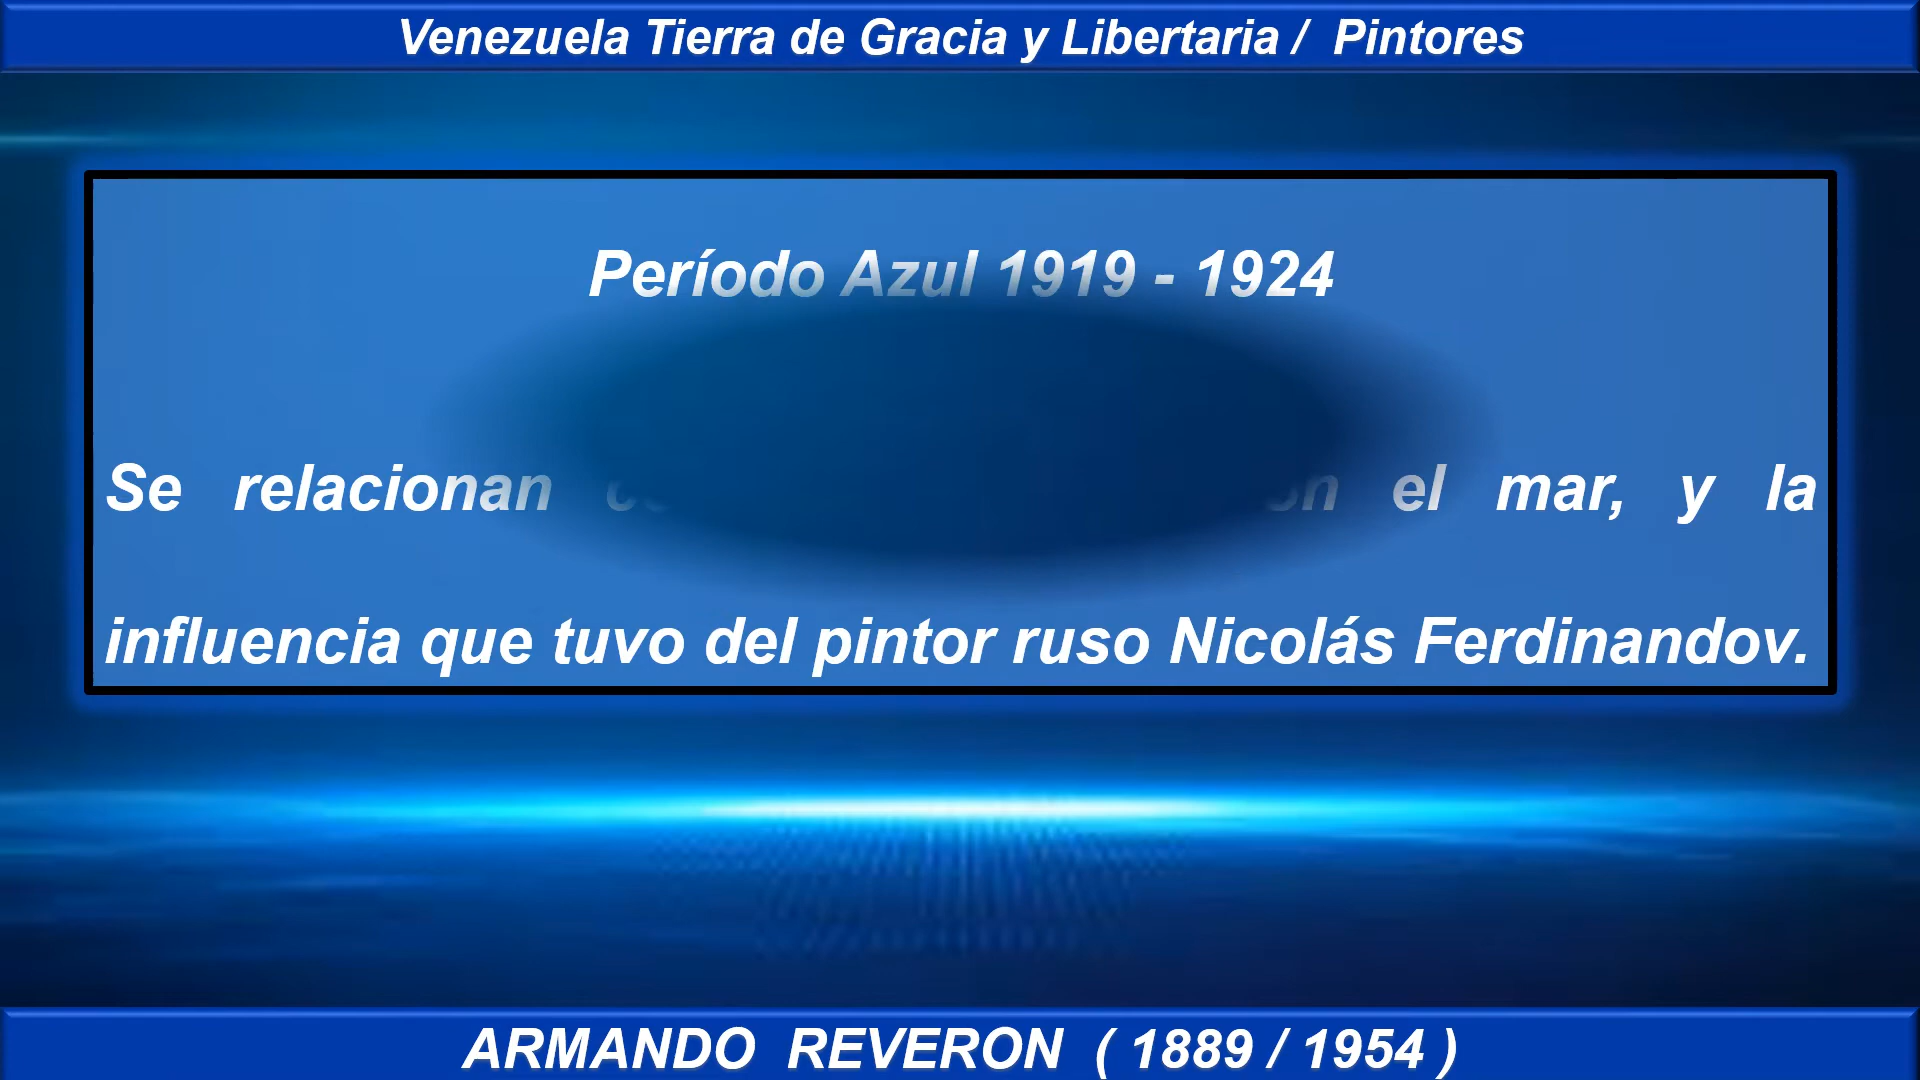 Venezuela Tierra de Gracia y Libertaria / Pintores
Período Azul 1919 - 1924
Se relacionan el mar, y la
influencia que tuvo del pintor ruso Nicolás Ferdinandov.
ARMANDO REVERON ( 1889 / 1954 )